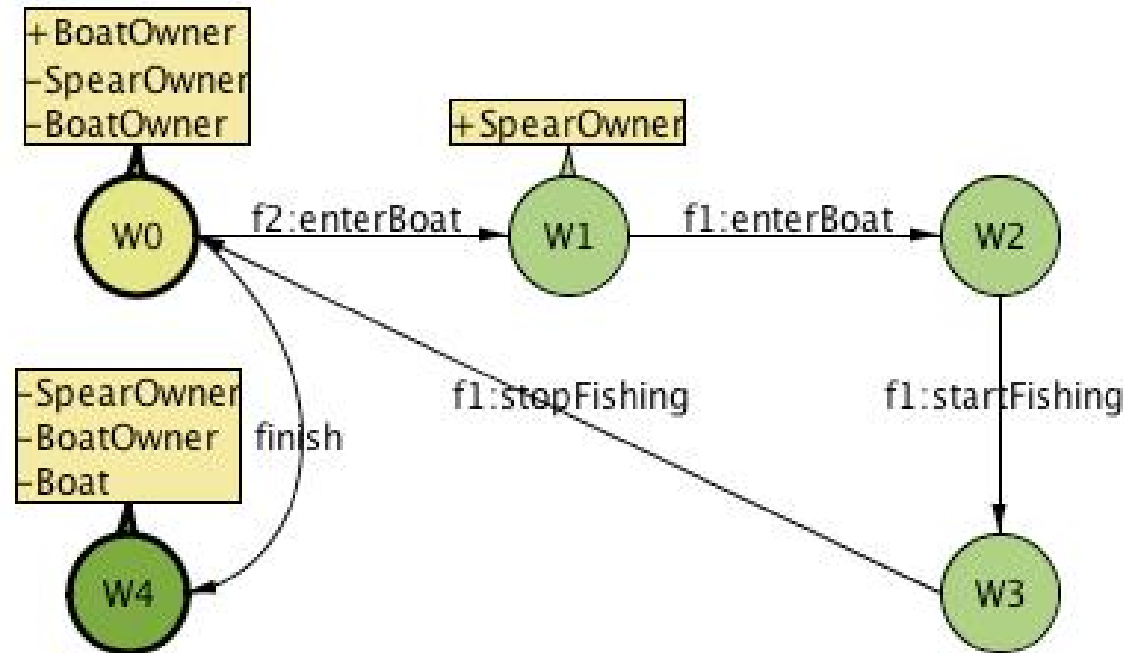 +BoatOwner
-SpearOwner
-BoatOwner
+SpearOwner
W0
f2:enterBoat
W1
f1:enterBoat
W2
-SpearOwner
-BoatOwner
-Boat
finish
f1:stopFishing
f1:startFishing
W4
W3